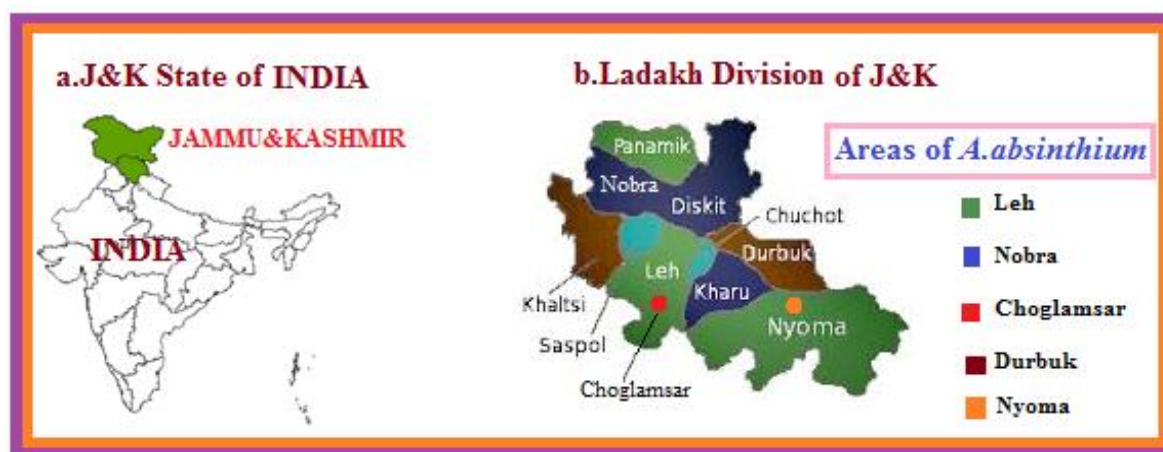 a.J&K State of INDIA
JAMMU&KASHMIR
INDIA
b.Ladakh Division of J&K
Panamik
Nobra
Diskit
Chuchot
Durbuk
Leh
Kharu
Khaltsi
Nyoma
Saspol
Choglamsar
Areas of A.absinthium
Leh
Nobra
Choglamsar
Durbuk
Nyoma